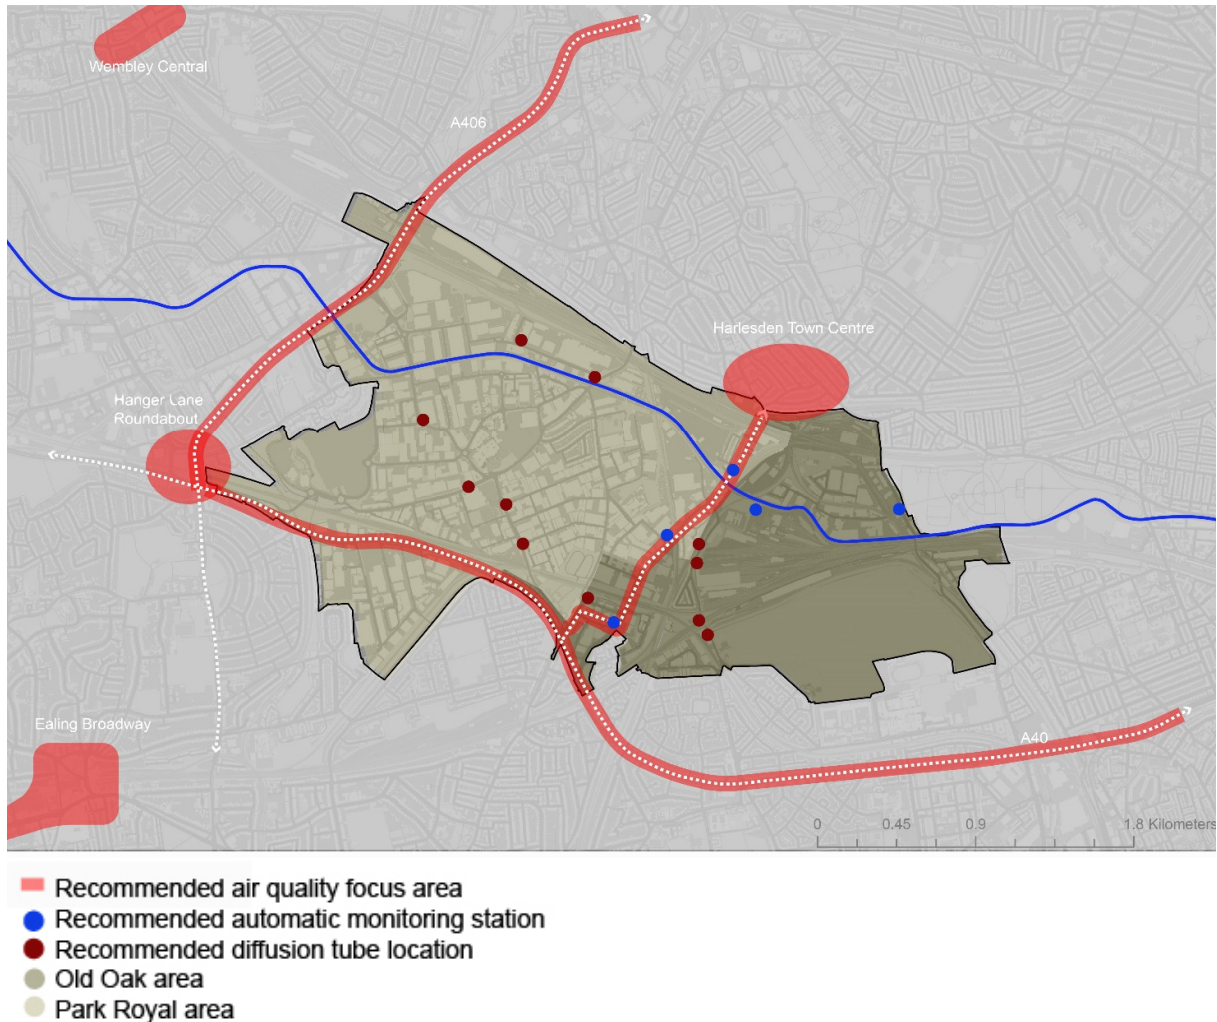 Wembley Central
A406
Harlesden Town Centre
Hanger Lane
Roundabout
Ealing Broadway
A40
0 0.45 0.9 1.8 Kilometers
Recommended air quality focus area
Recommended automatic monitoring station
Recommended diffusion tube location
Old Oak area
Park Royal area